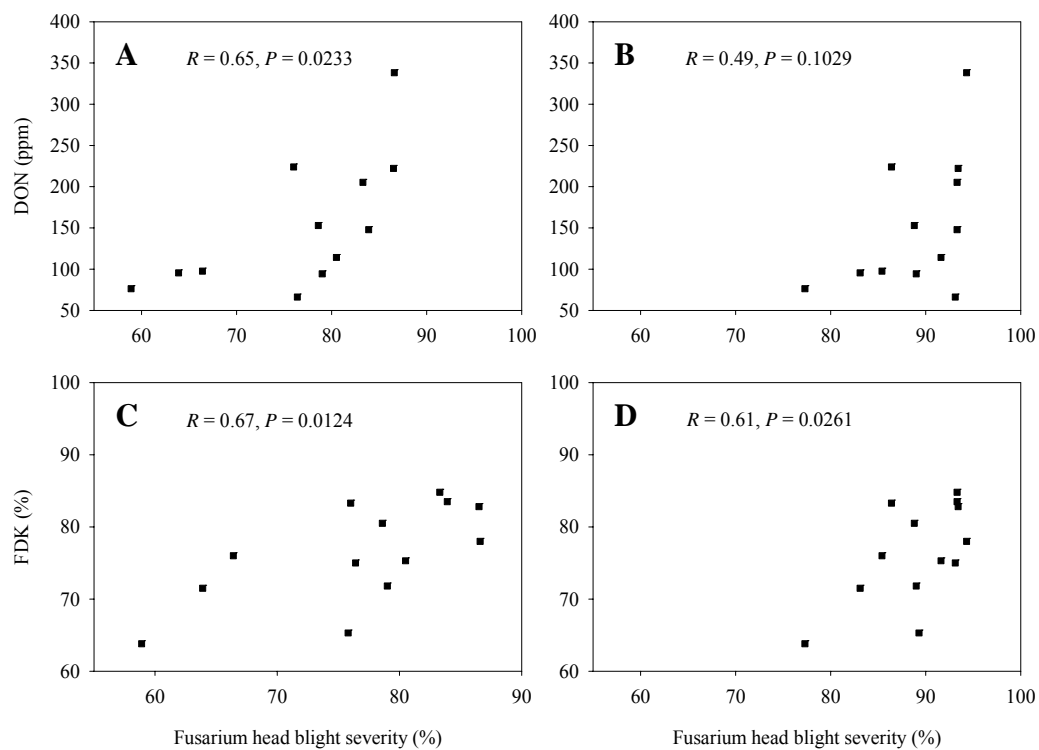 400
350
300
250
200
150
100
50
DON (ppm)
A
R = 0.65, P = 0.0233
60 70 80 90 100
400
350
300
250
200
150
100
50
B
R = 0.49, P = 0.1029
60 70 80 90 100
100
90
80
70
60
FDK (%)
C
R = 0.67, P = 0.0124
60 70 80 90
Fusarium head blight severity (%)
100
90
80
70
60
D
R = 0.61, P = 0.0261
60 70 80 90 100
Fusarium head blight severity (%)